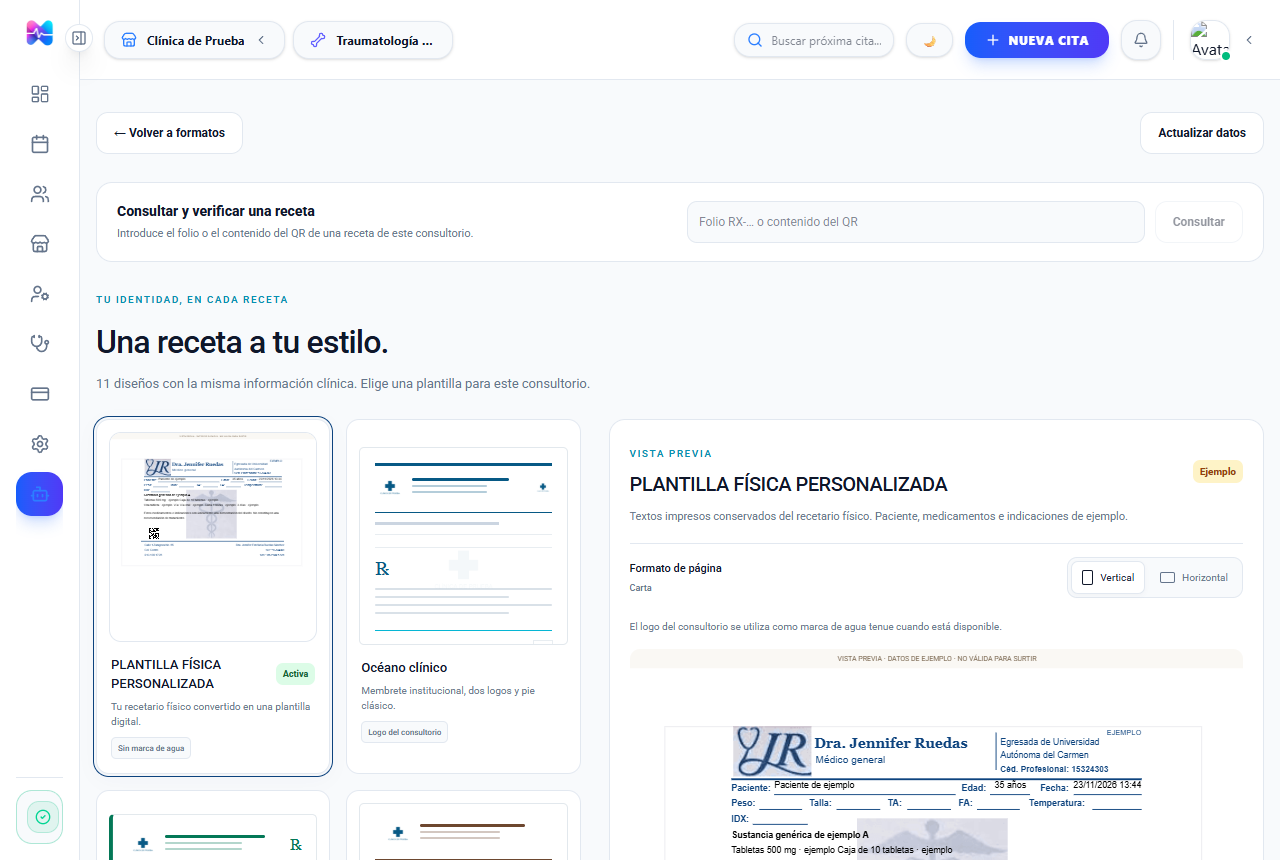 Clínica de Prueba
Traumatología ...
Buscar próxima cita...
+ NUEVA CITA
Avata
← Volver a formatos
Actualizar datos
Consultar y verificar una receta
Introduce el folio o el contenido del QR de una receta de este consultorio.
Folio RX-... o contenido del QR
Consultar
TU IDENTIDAD, EN CADA RECETA
Una receta a tu estilo.
11 diseños con la misma información clínica. Elige una plantilla para este consultorio.
Dra. Jennifer Ruedas
PLANTILLA FÍSICA PERSONALIZADA
Activa
Tu recetario físico convertido en una plantilla digital.
Sin marca de agua
℞
Océano clínico
Membrete institucional, dos logos y pie clásico.
Logo del consultorio
℞
VISTA PREVIA
PLANTILLA FÍSICA PERSONALIZADA
Ejemplo
Textos impresos conservados del recetario físico. Paciente, medicamentos e indicaciones de ejemplo.
Formato de página
Carta
Vertical
Horizontal
El logo del consultorio se utiliza como marca de agua tenue cuando está disponible.
VISTA PREVIA · DATOS DE EJEMPLO · NO VÁLIDA PARA SURTIR
JR
Dra. Jennifer Ruedas
Médico general
EJEMPLO
Egresada de Universidad
Autónoma del Carmen
Céd. Profesional: 15324303
Paciente: Paciente de ejemplo Edad: 35 años Fecha: 23/11/2026 13:44
Peso: Talla: TA: FA: Temperatura:
IDX:
Sustancia genérica de ejemplo A
Tabletas 500 mg · ejemplo Caja de 10 tabletas · ejemplo